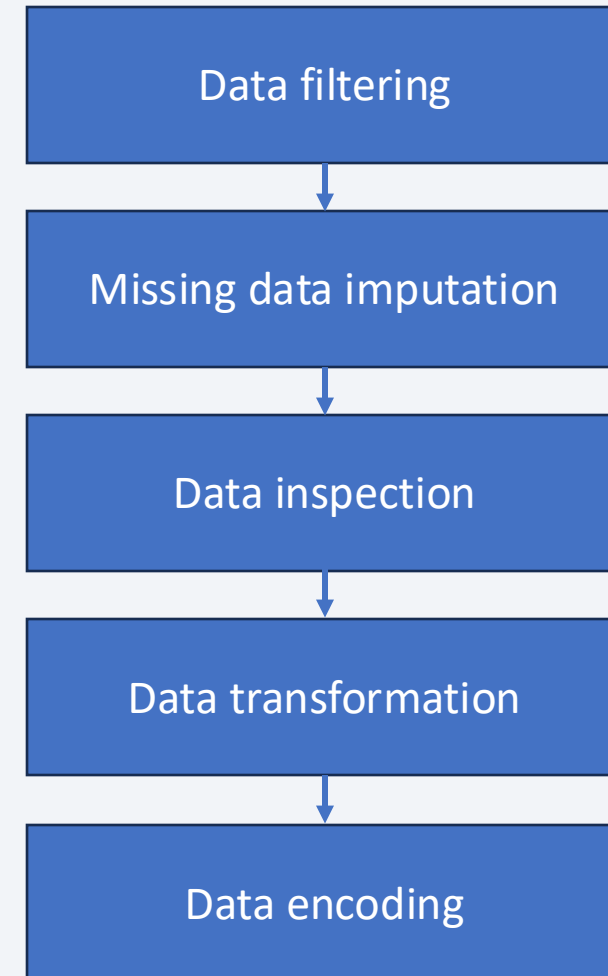 Data filtering
Missing data imputation
Data inspection
Data transformation
Data encoding